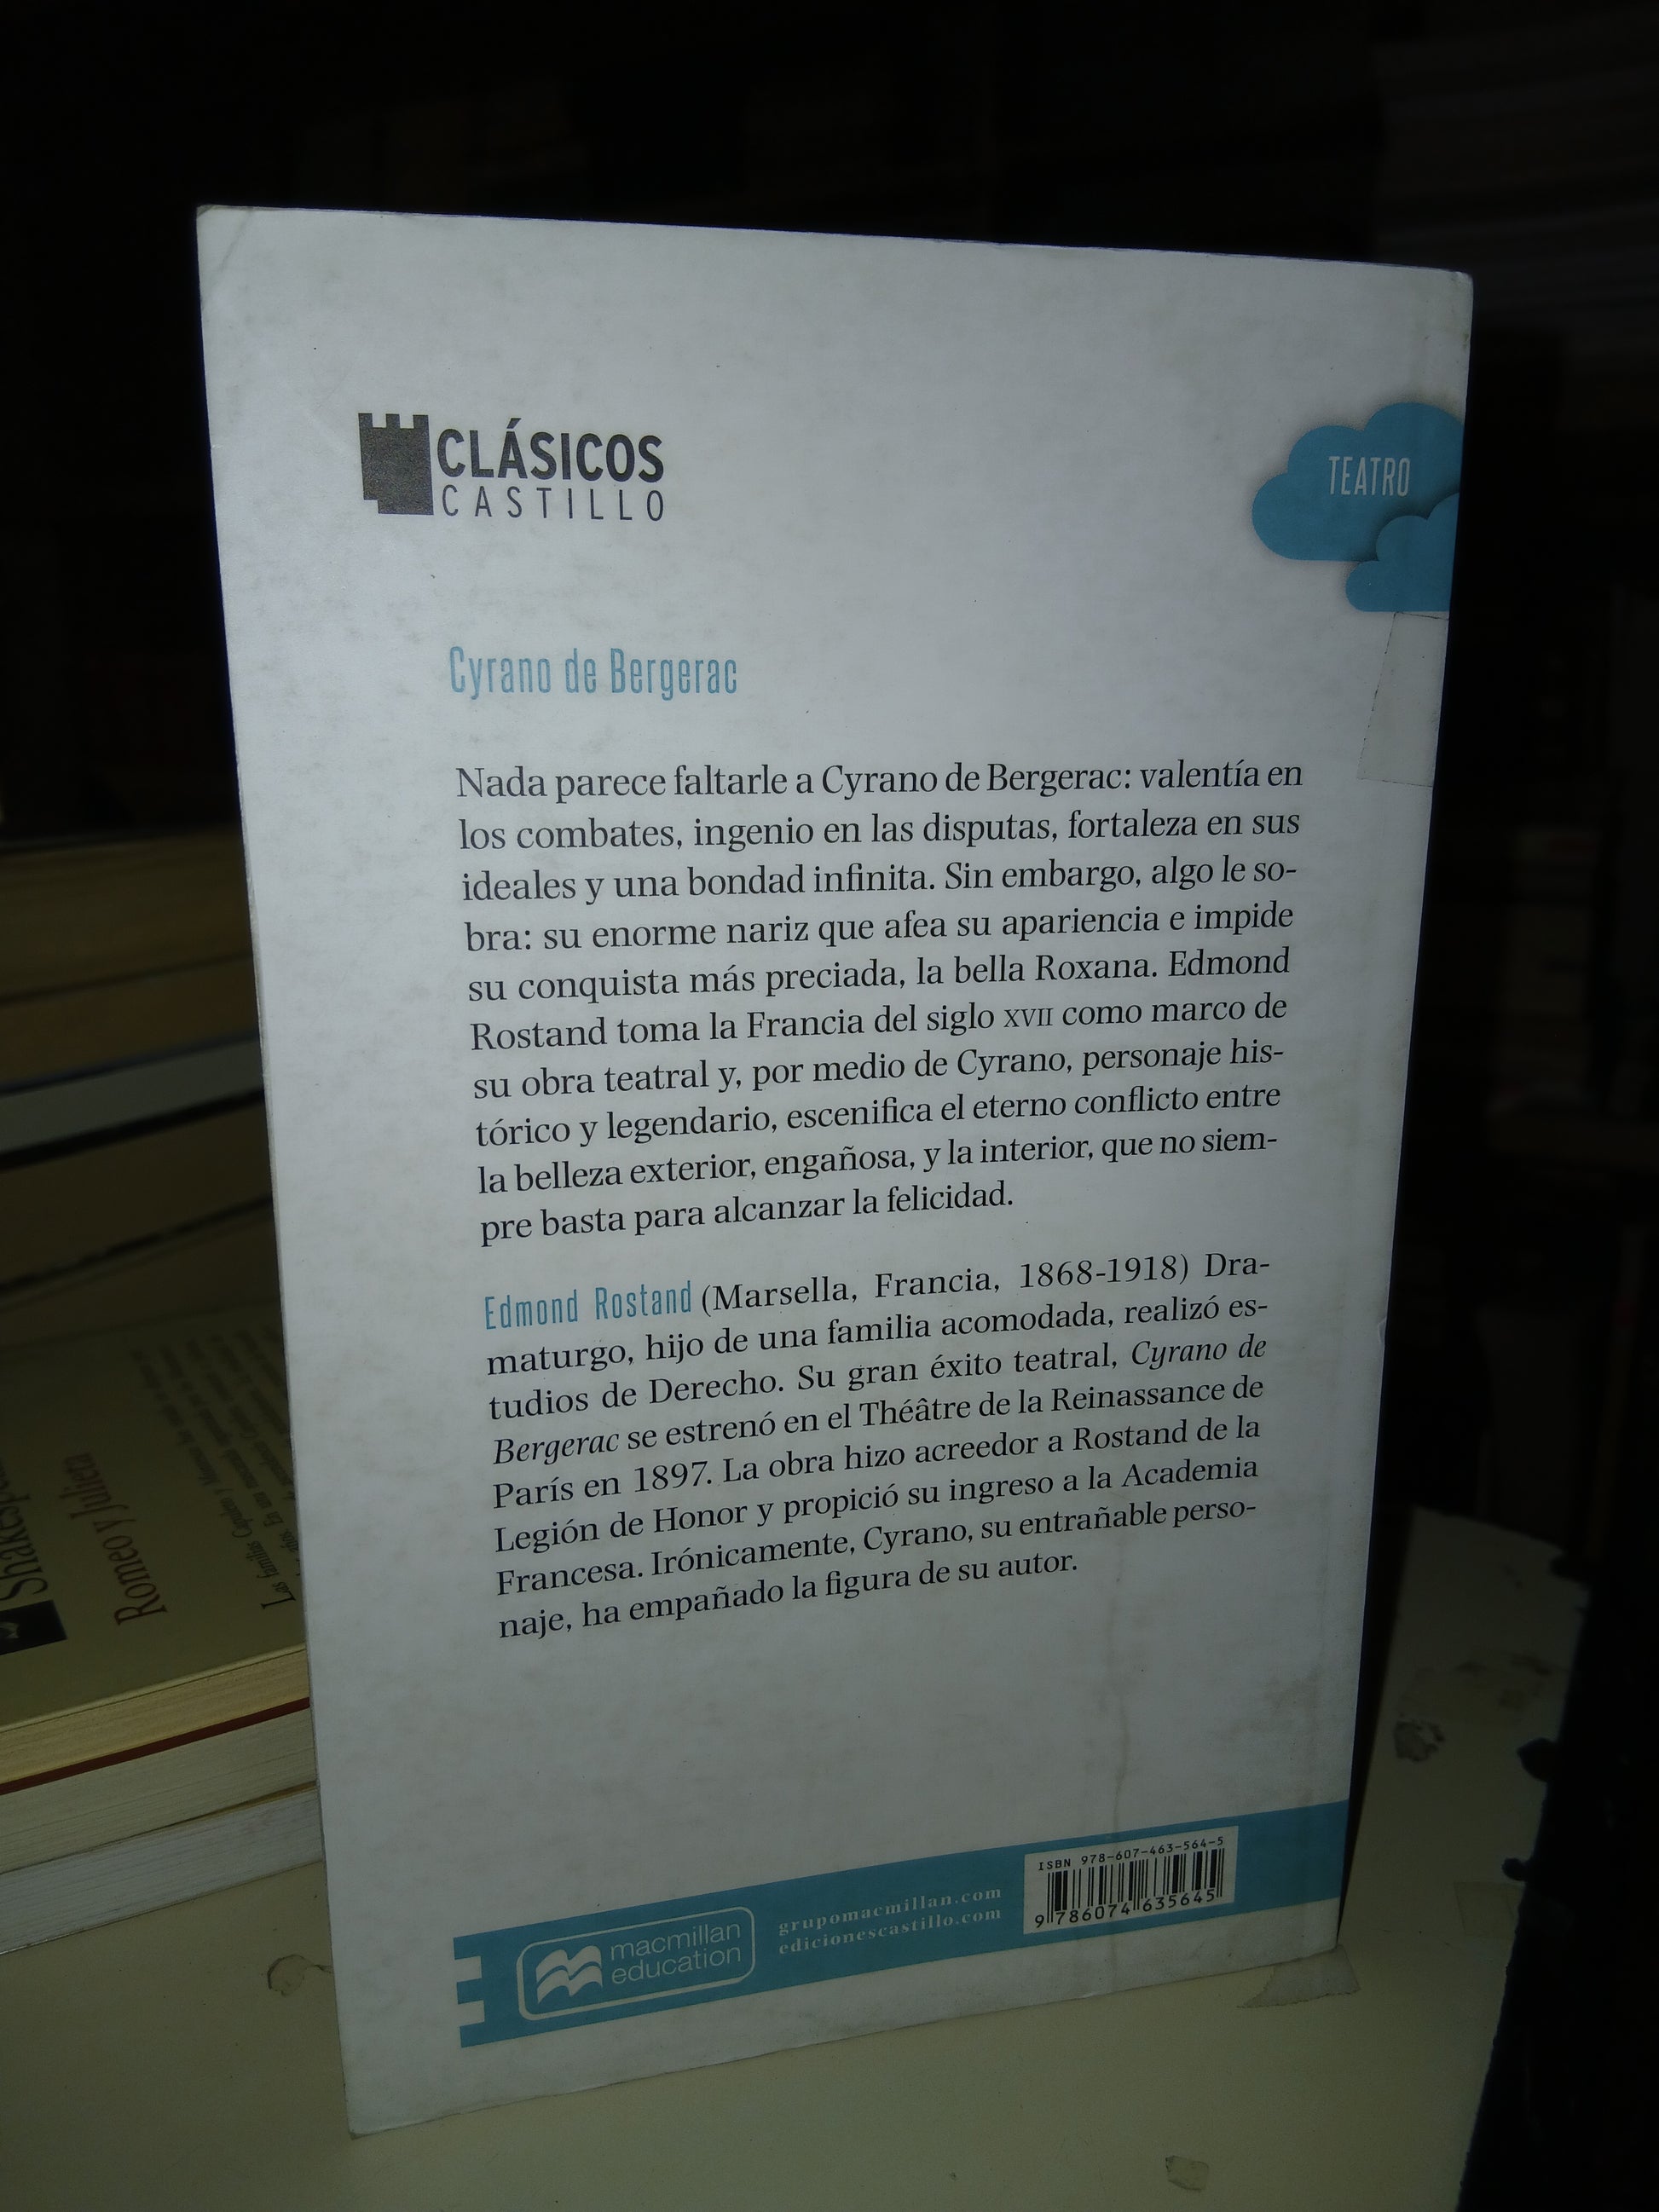 CLÁSICOS
CASTILLO
TEATRO
Cyrano de Bergerac
Nada parece faltarle a Cyrano de Bergerac: valentía en
los combates, ingenio en las disputas, fortaleza en sus
ideales y una bondad infinita. Sin embargo, algo le so-
bra: su enorme nariz que afea su apariencia e impide
su conquista más preciada, la bella Roxana. Edmond
Rostand toma la Francia del siglo XVII como marco de
su obra teatral y, por medio de Cyrano, personaje his-
tórico y legendario, escenifica el eterno conflicto entre
la belleza exterior, engañosa, y la interior, que no siem-
pre basta para alcanzar la felicidad.
Edmond Rostand (Marsella, Francia, 1868-1918) Dra-
maturgo, hijo de una familia acomodada, realizó es-
tudios de Derecho. Su gran éxito teatral, Cyrano de
Bergerac se estrenó en el Théâtre de la Reinassance de
París en 1897. La obra hizo acreedor a Rostand de la
Legión de Honor y propició su ingreso a la Academia
Francesa. Irónicamente, Cyrano, su entrañable perso-
naje, ha empañado la figura de su autor.
macmillan
education
grupomacmillan.com
edicionescastillo.com
ISBN 978-607-463-564-5
9 786074 635645
Romeo y Julieta